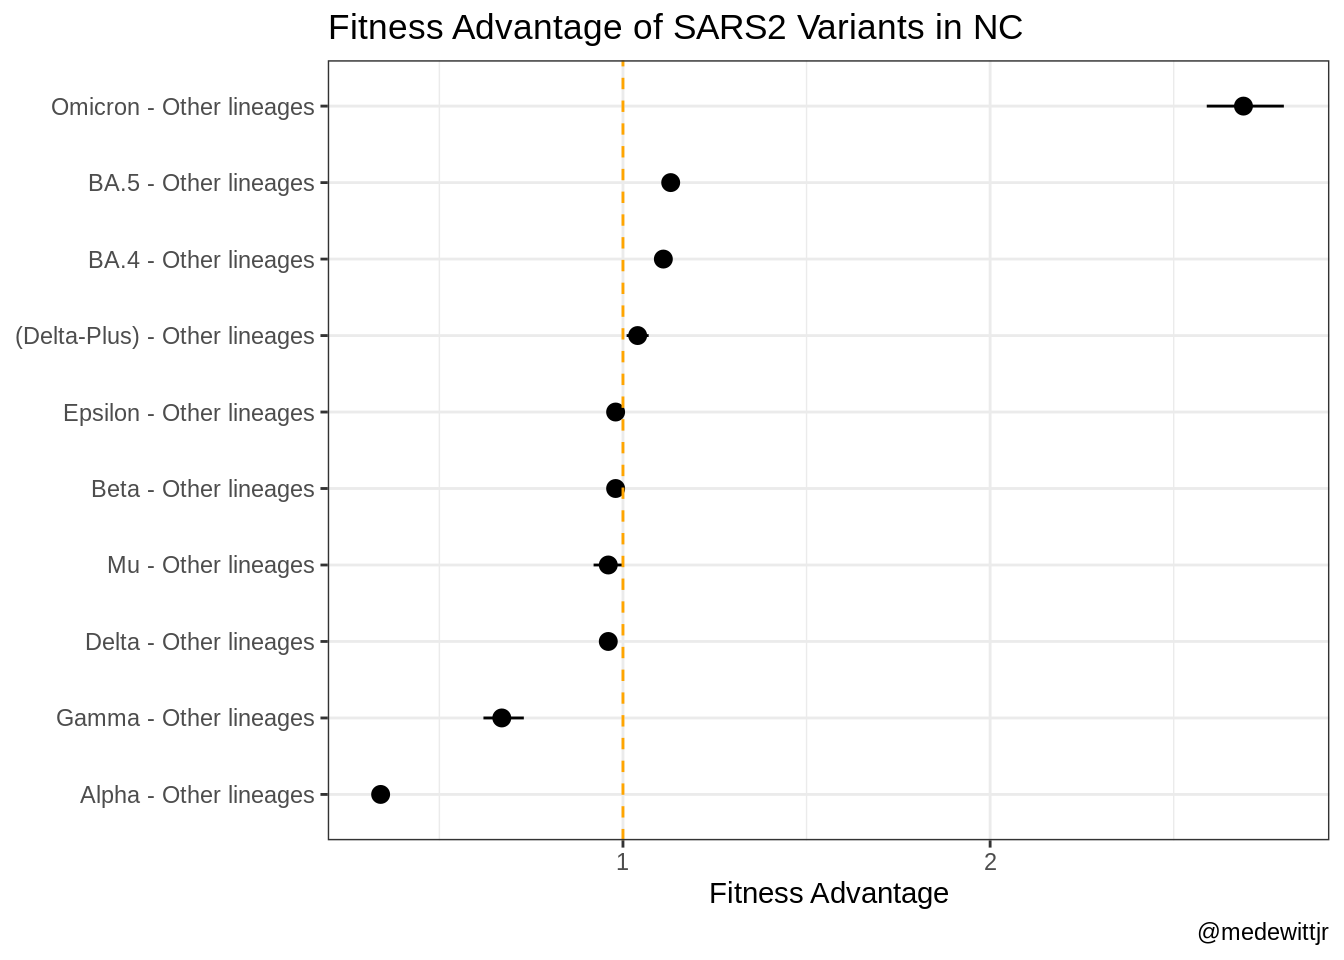 Fitness Advantage of SARS2 Variants in NC
Omicron - Other lineages
BA.5 - Other lineages
BA.4 - Other lineages
(Delta-Plus) - Other lineages
Epsilon - Other lineages
Beta - Other lineages
Mu - Other lineages
Delta - Other lineages
Gamma - Other lineages
Alpha - Other lineages
1 2
Fitness Advantage
@medewittjr